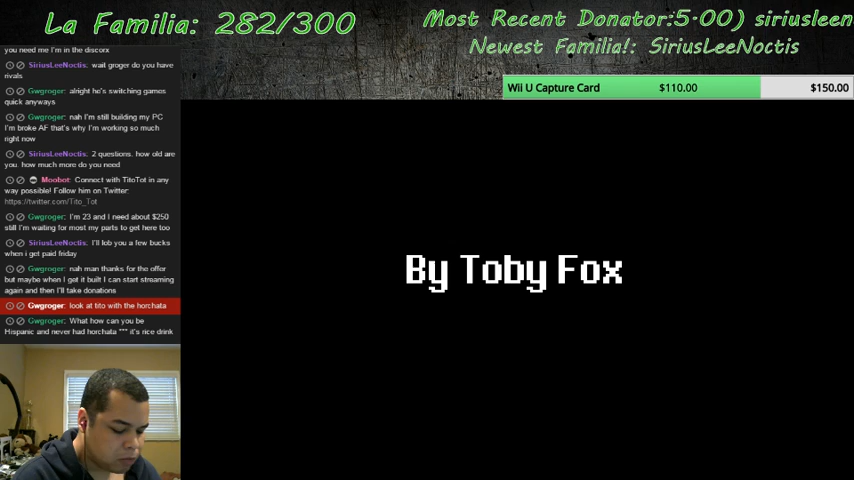 La Familia: 282/300
Most Recent Donator:5.00) siriusleen
Newest Familia!: SiriusLeeNoctis
Wii U Capture Card $110.00 $150.00
you need me I'm in the discorx
SiriusLeeNoctis: wait groger do you have
rivals
Gwgroger: alright he's switching games
quick anyways
Gwgroger: nah I'm still building my PC
I'm broke AF that's why I'm working so much
right now
SiriusLeeNoctis: 2 questions. how old are
you. how much more do you need
Moobot: Connect with TitoTot in any
way possible! Follow him on Twitter:
https://twitter.com/Tito_Tot
Gwgroger: I'm 23 and I need about $250
still I'm waiting for most my parts to get here too
SiriusLeeNoctis: I'll lob you a few bucks
when i get paid friday
Gwgroger: nah man thanks for the offer
but maybe when I get it built I can start streaming
again and then I'll take donations
Gwgroger: look at tito with the horchata
Gwgroger: What how can you be
Hispanic and never had horchata *** it's rice drink
By Toby Fox